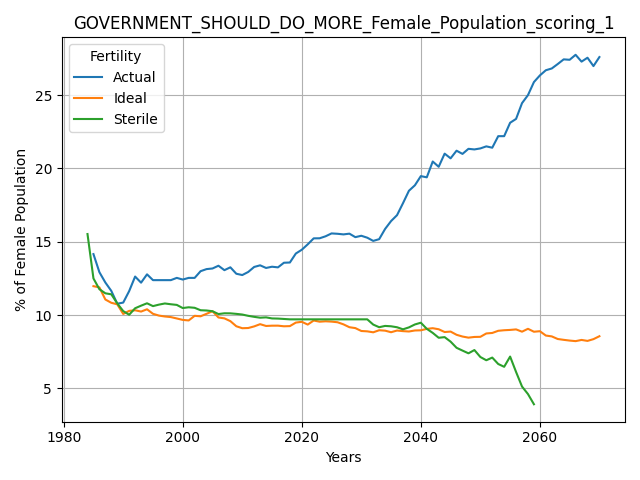 GOVERNMENT_SHOULD_DO_MORE_Female_Population_scoring_1
Fertility
Actual
Ideal
Sterile
% of Female Population
25
20
15
10
5
1980 2000 2020 2040 2060
Years